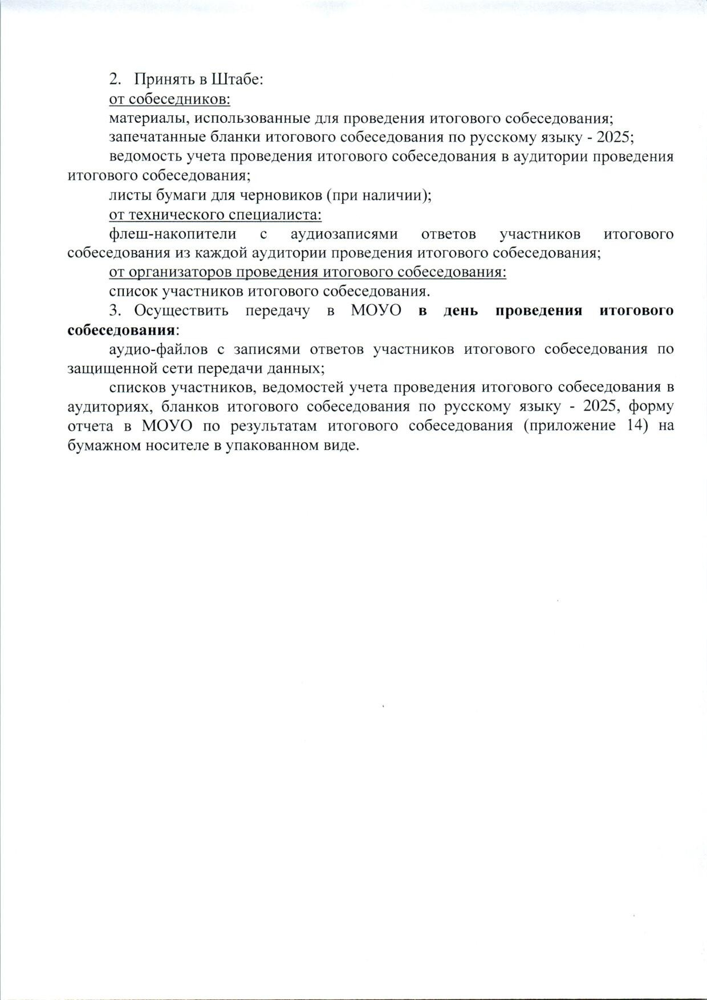 2. Принять в Штабе:
от собеседников:
материалы, использованные для проведения итогового собеседования;
запечатанные бланки итогового собеседования по русскому языку - 2025;
ведомость учета проведения итогового собеседования в аудитории проведения
итогового собеседования;
листы бумаги для черновиков (при наличии);
от технического специалиста:
флеш-накопители с аудиозаписями ответов участников итогового
собеседования из каждой аудитории проведения итогового собеседования;
от организаторов проведения итогового собеседования:
список участников итогового собеседования.
3. Осуществить передачу в МОУО в день проведения итогового
собеседования:
аудио-файлов с записями ответов участников итогового собеседования по
защищенной сети передачи данных;
списков участников, ведомостей учета проведения итогового собеседования в
аудиториях, бланков итогового собеседования по русскому языку - 2025, форму
отчета в МОУО по результатам итогового собеседования (приложение 14) на
бумажном носителе в упакованном виде.